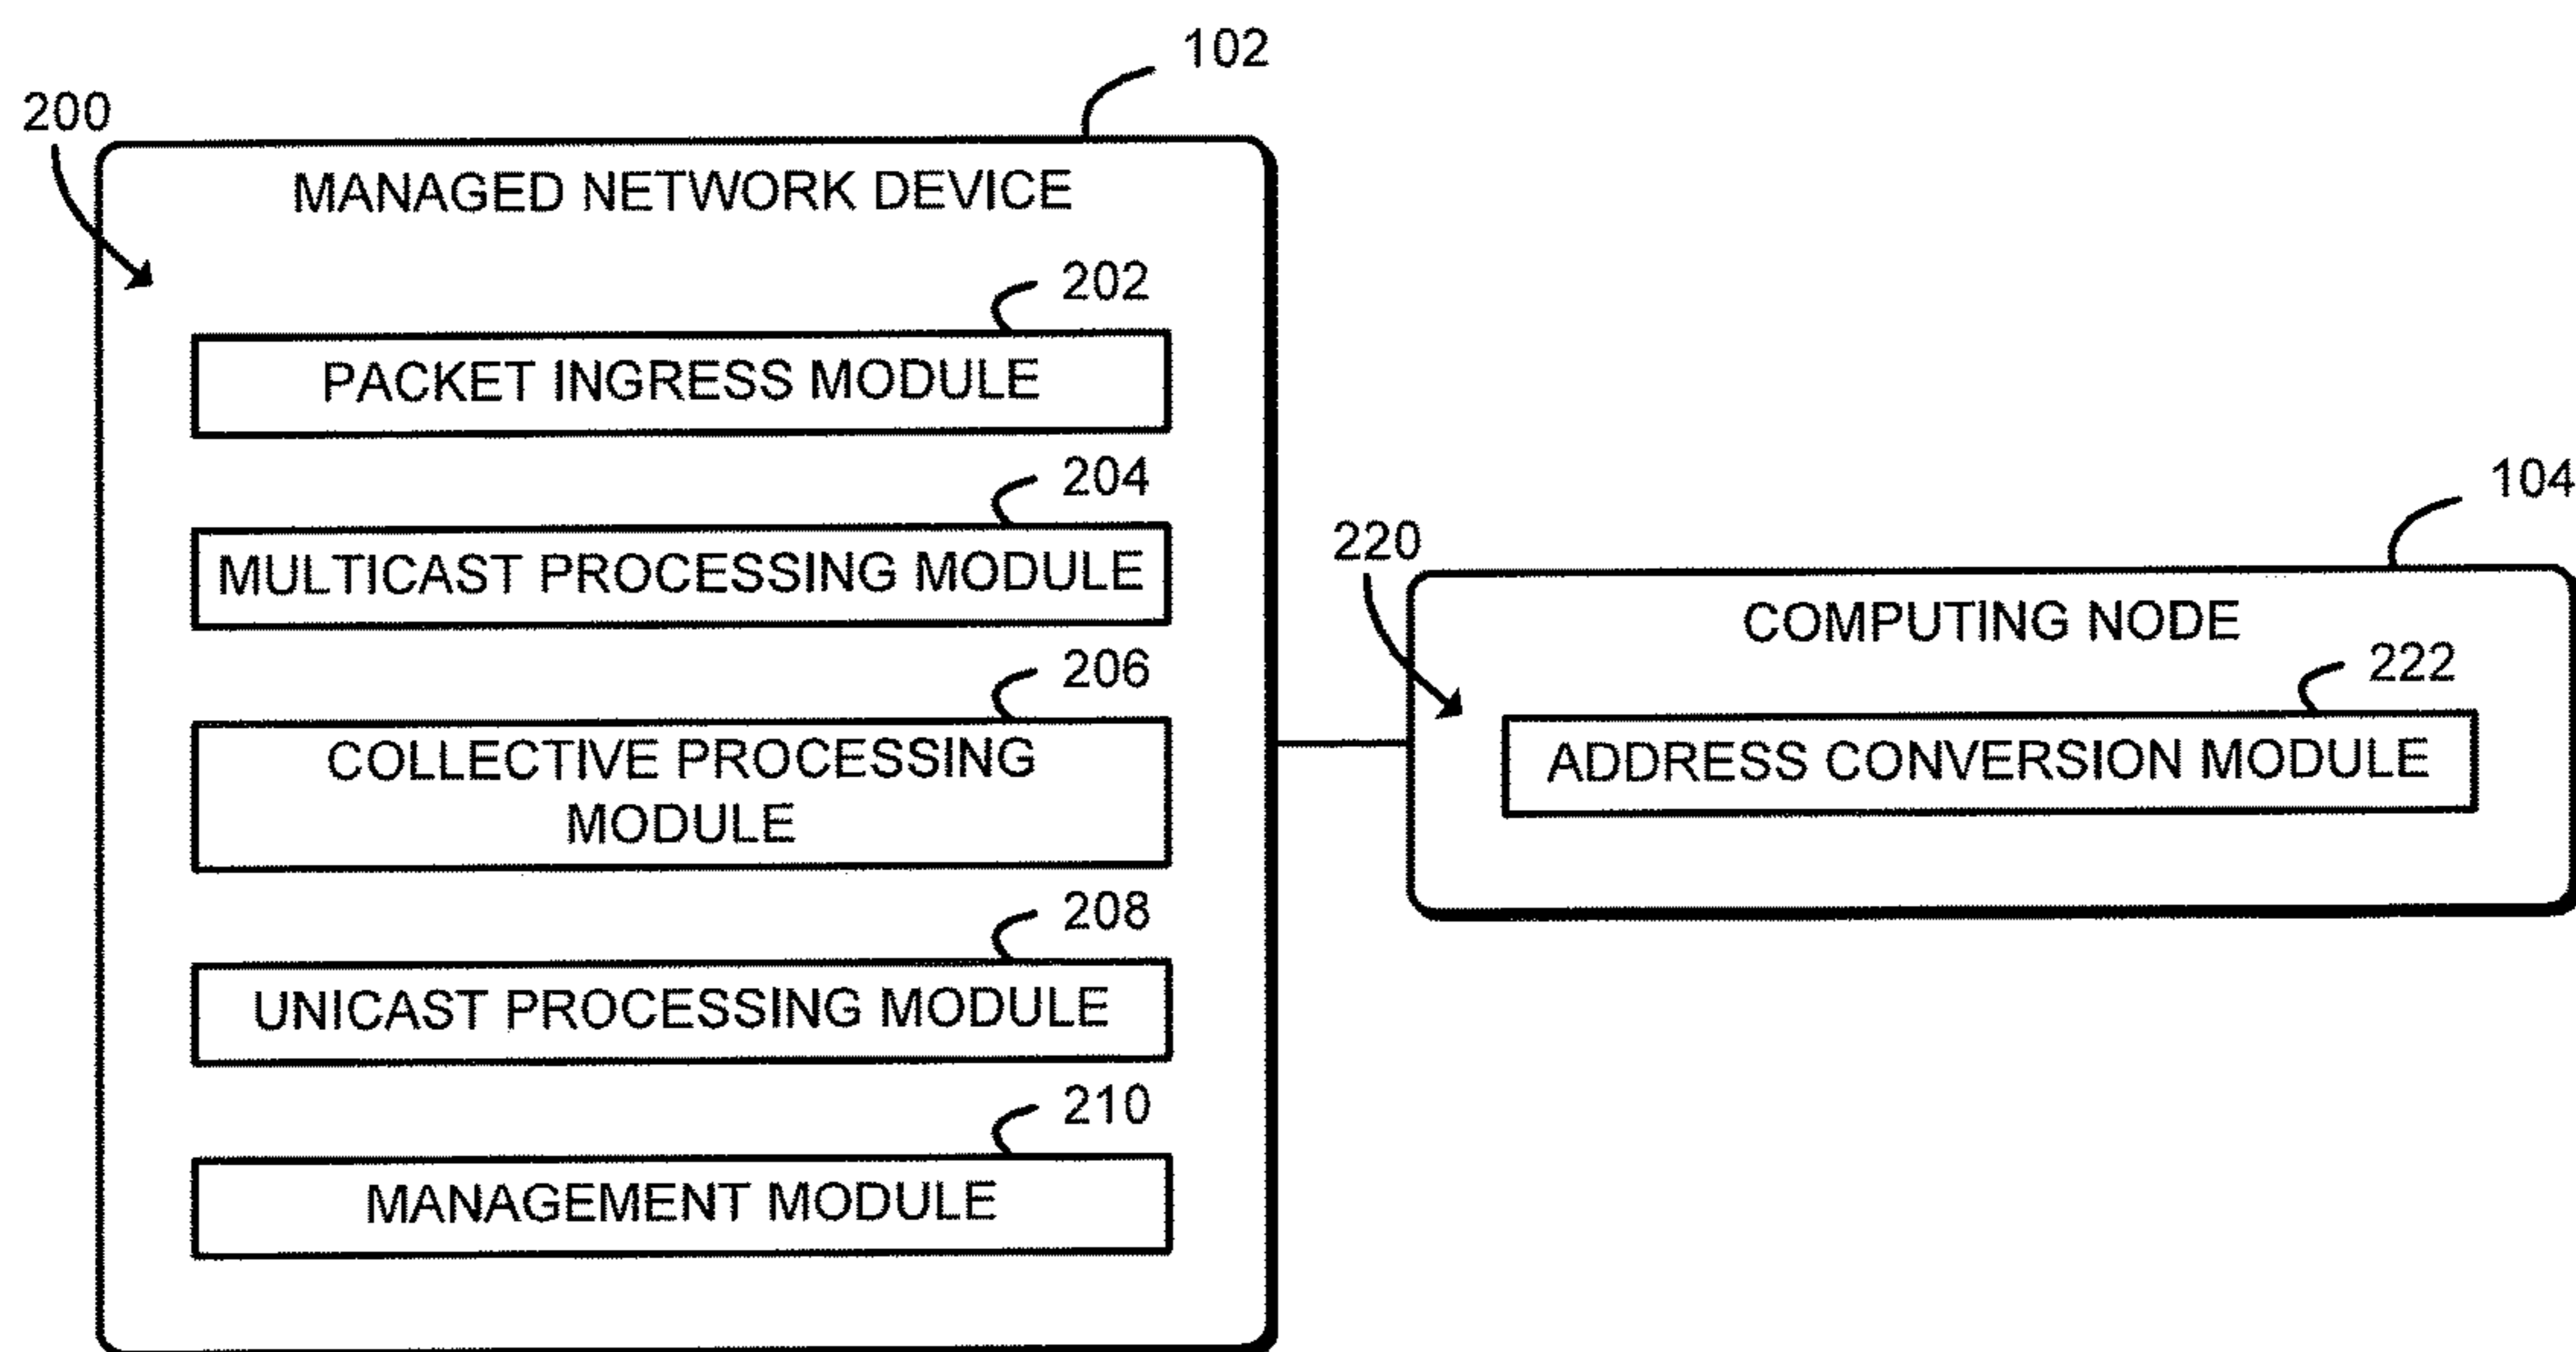 102
200
MANAGED NETWORK DEVICE
202
PACKET INGRESS MODULE
204
MULTICAST PROCESSING MODULE
206
COLLECTIVE PROCESSING
MODULE
208
UNICAST PROCESSING MODULE
210
MANAGEMENT MODULE
104
220
COMPUTING NODE
222
ADDRESS CONVERSION MODULE